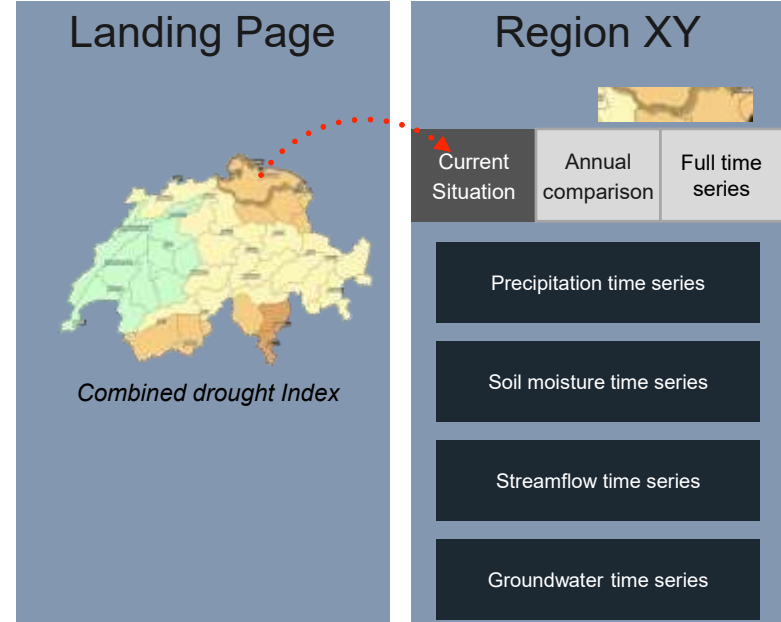 Landing Page
Combined drought Index
Region XY
Current
Situation
Annual
comparison
Full time
series
Precipitation time series
Soil moisture time series
Streamflow time series
Groundwater time series